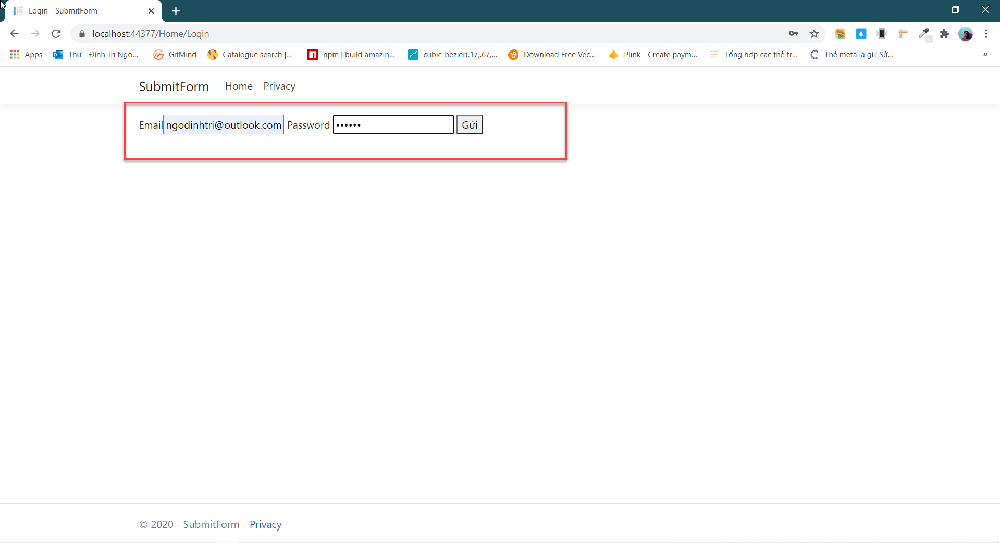 Login - SubmitForm
localhost:44377/Home/Login
Apps Thư - Đình Trí Ngô... GitMind Catalogue search |... npm | build amazin... cubic-bezier(.17,.67,... Download Free Vec... Plink - Create paym... Tổng hợp các thẻ tr... Thẻ meta là gì? Sử... »
SubmitForm Home Privacy
Email ngodinhtri@outlook.com Password •••••• Gửi
© 2020 - SubmitForm - Privacy